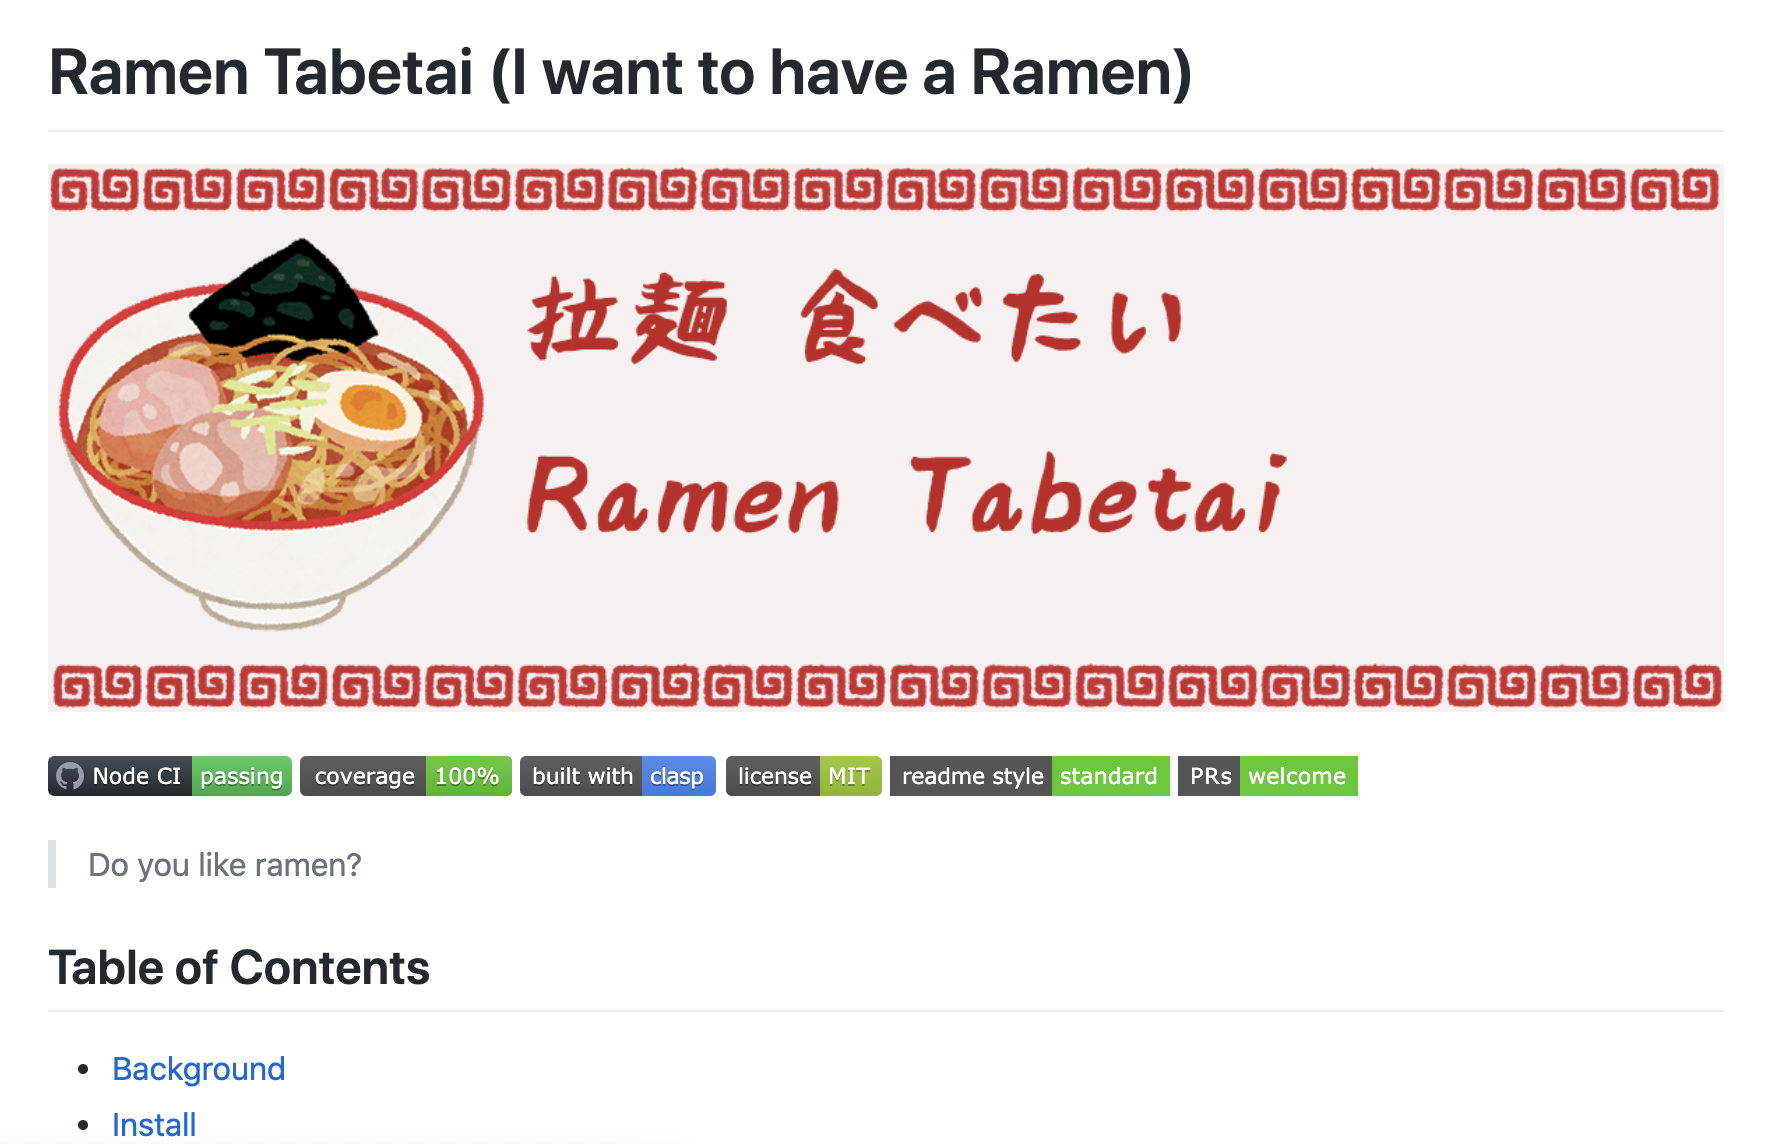 Ramen Tabetai (I want to have a Ramen)
拉麺 食べたい
Ramen Tabetai
Node CI passing coverage 100% built with clasp license MIT readme style standard PRs welcome
Do you like ramen?
Table of Contents
Background
Install